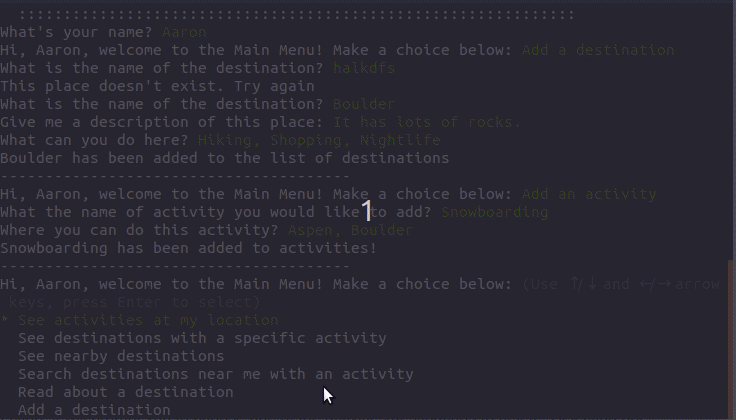 ::::::::::::::::::::::::::::::::::::::::::::::::::::::::::::::
What's your name? Aaron
Hi, Aaron, welcome to the Main Menu! Make a choice below: Add a destination
What is the name of the destination? halkdfs
This place doesn't exist. Try again
What is the name of the destination? Boulder
Give me a description of this place: It has lots of rocks.
What can you do here? Hiking, Shopping, Nightlife
Boulder has been added to the list of destinations
---------------------------------------
Hi, Aaron, welcome to the Main Menu! Make a choice below: Add an activity
What the name of activity you would like to add? Snowboarding
1
Where you can do this activity? Aspen, Boulder
Snowboarding has been added to activities!
---------------------------------------
Hi, Aaron, welcome to the Main Menu! Make a choice below: (Use ↑/↓ and ←/→ arrow
keys, press Enter to select)
* See activities at my location
See destinations with a specific activity
See nearby destinations
Search destinations near me with an activity
Read about a destination
Add a destination